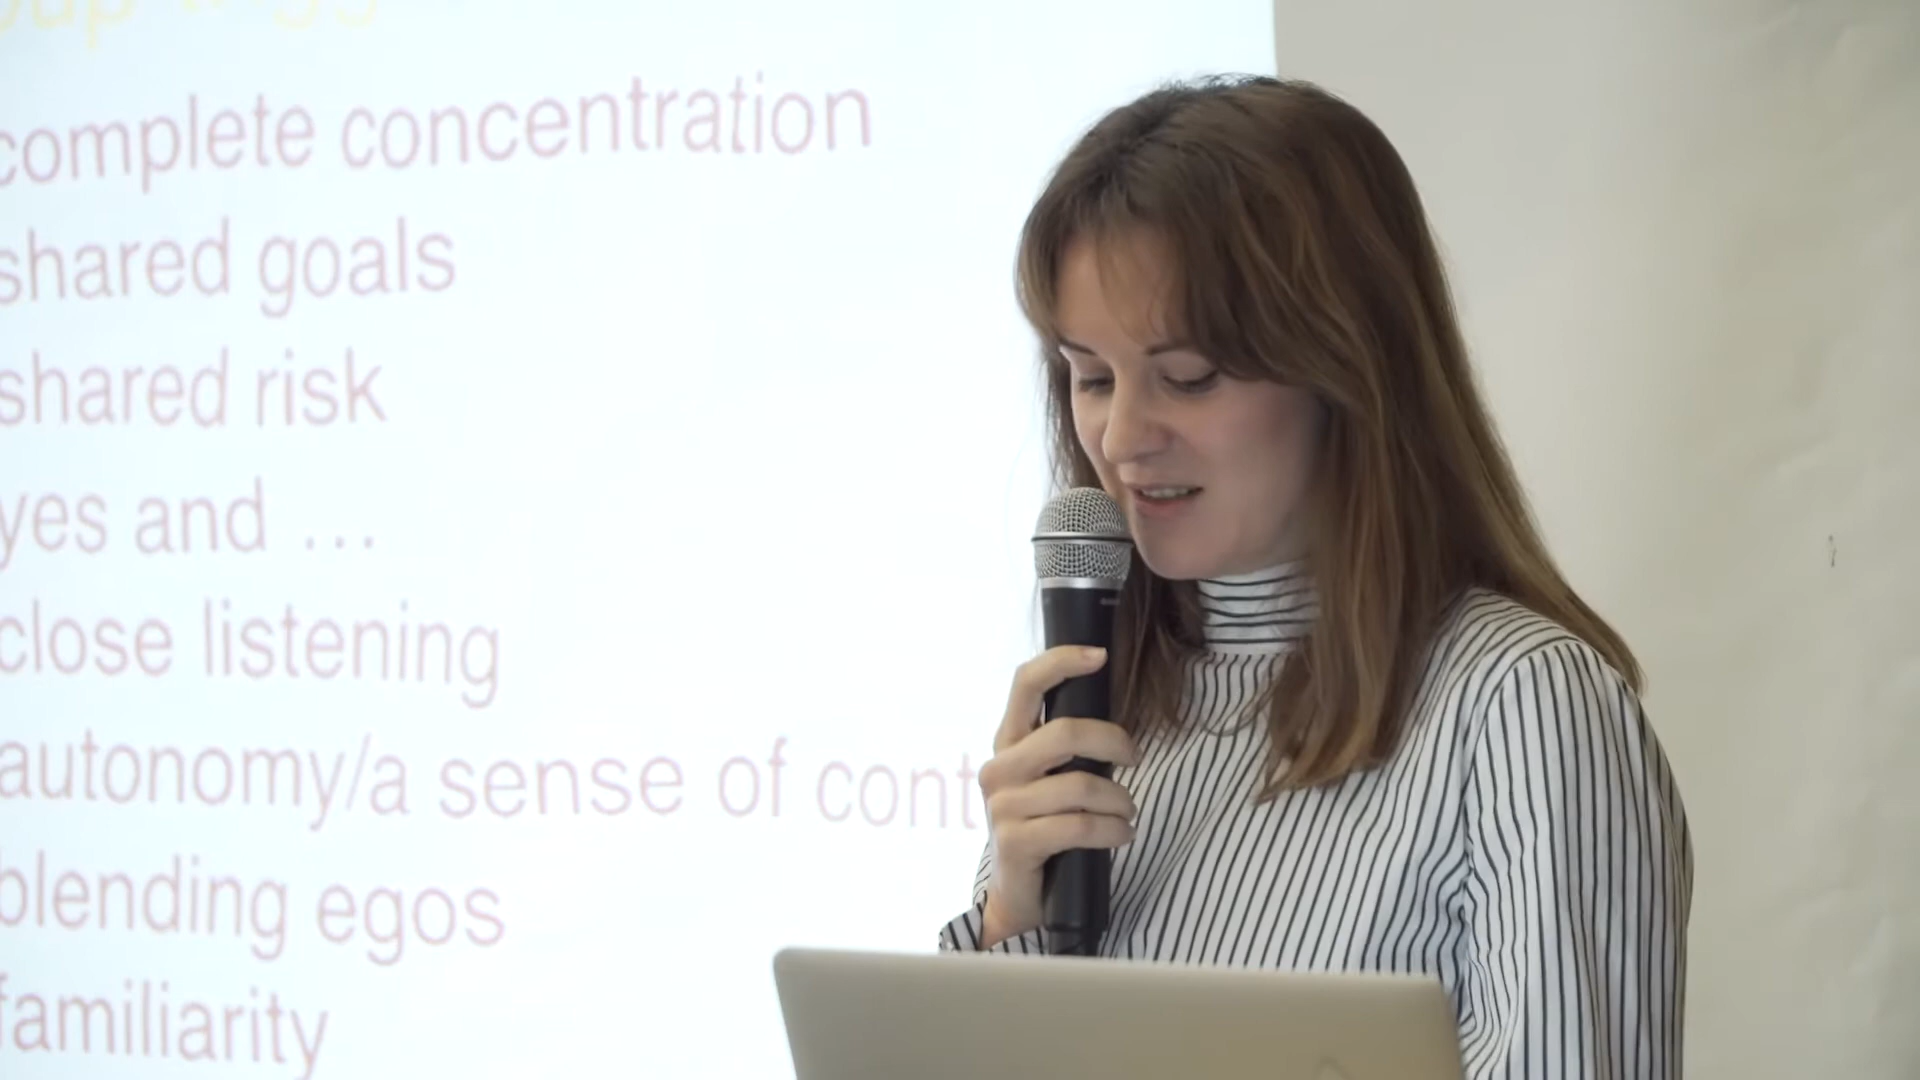 complete concentration
shared goals
shared risk
yes and ...
close listening
autonomy/a sense of cont
blending egos
familiarity